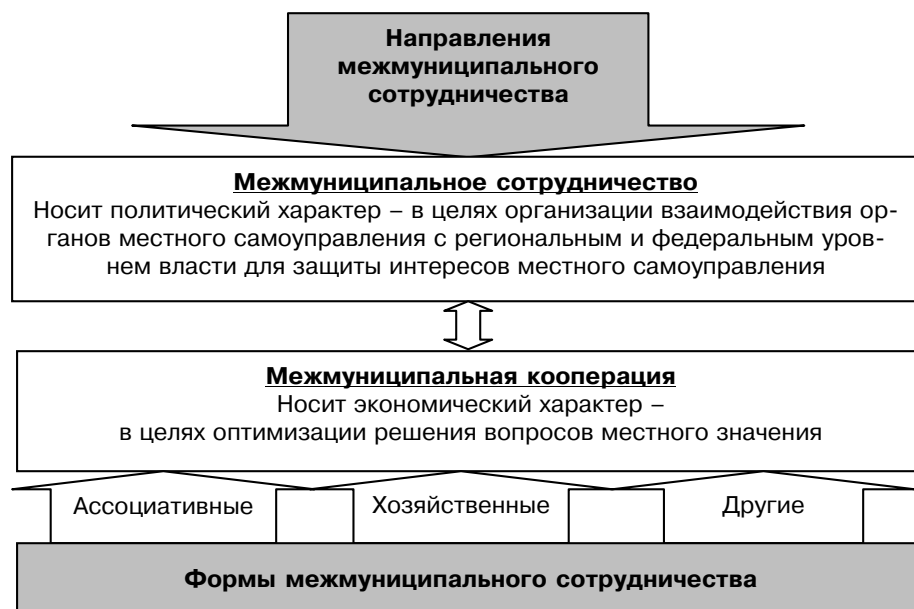 Направления
межмуниципального
сотрудничества
Межмуниципальное сотрудничество
Носит политический характер – в целях организации взаимодействия ор-
ганов местного самоуправления с региональным и федеральным уров-
нем власти для защиты интересов местного самоуправления
Межмуниципальная кооперация
Носит экономический характер –
в целях оптимизации решения вопросов местного значения
Ассоциативные Хозяйственные Другие
Формы межмуниципального сотрудничества